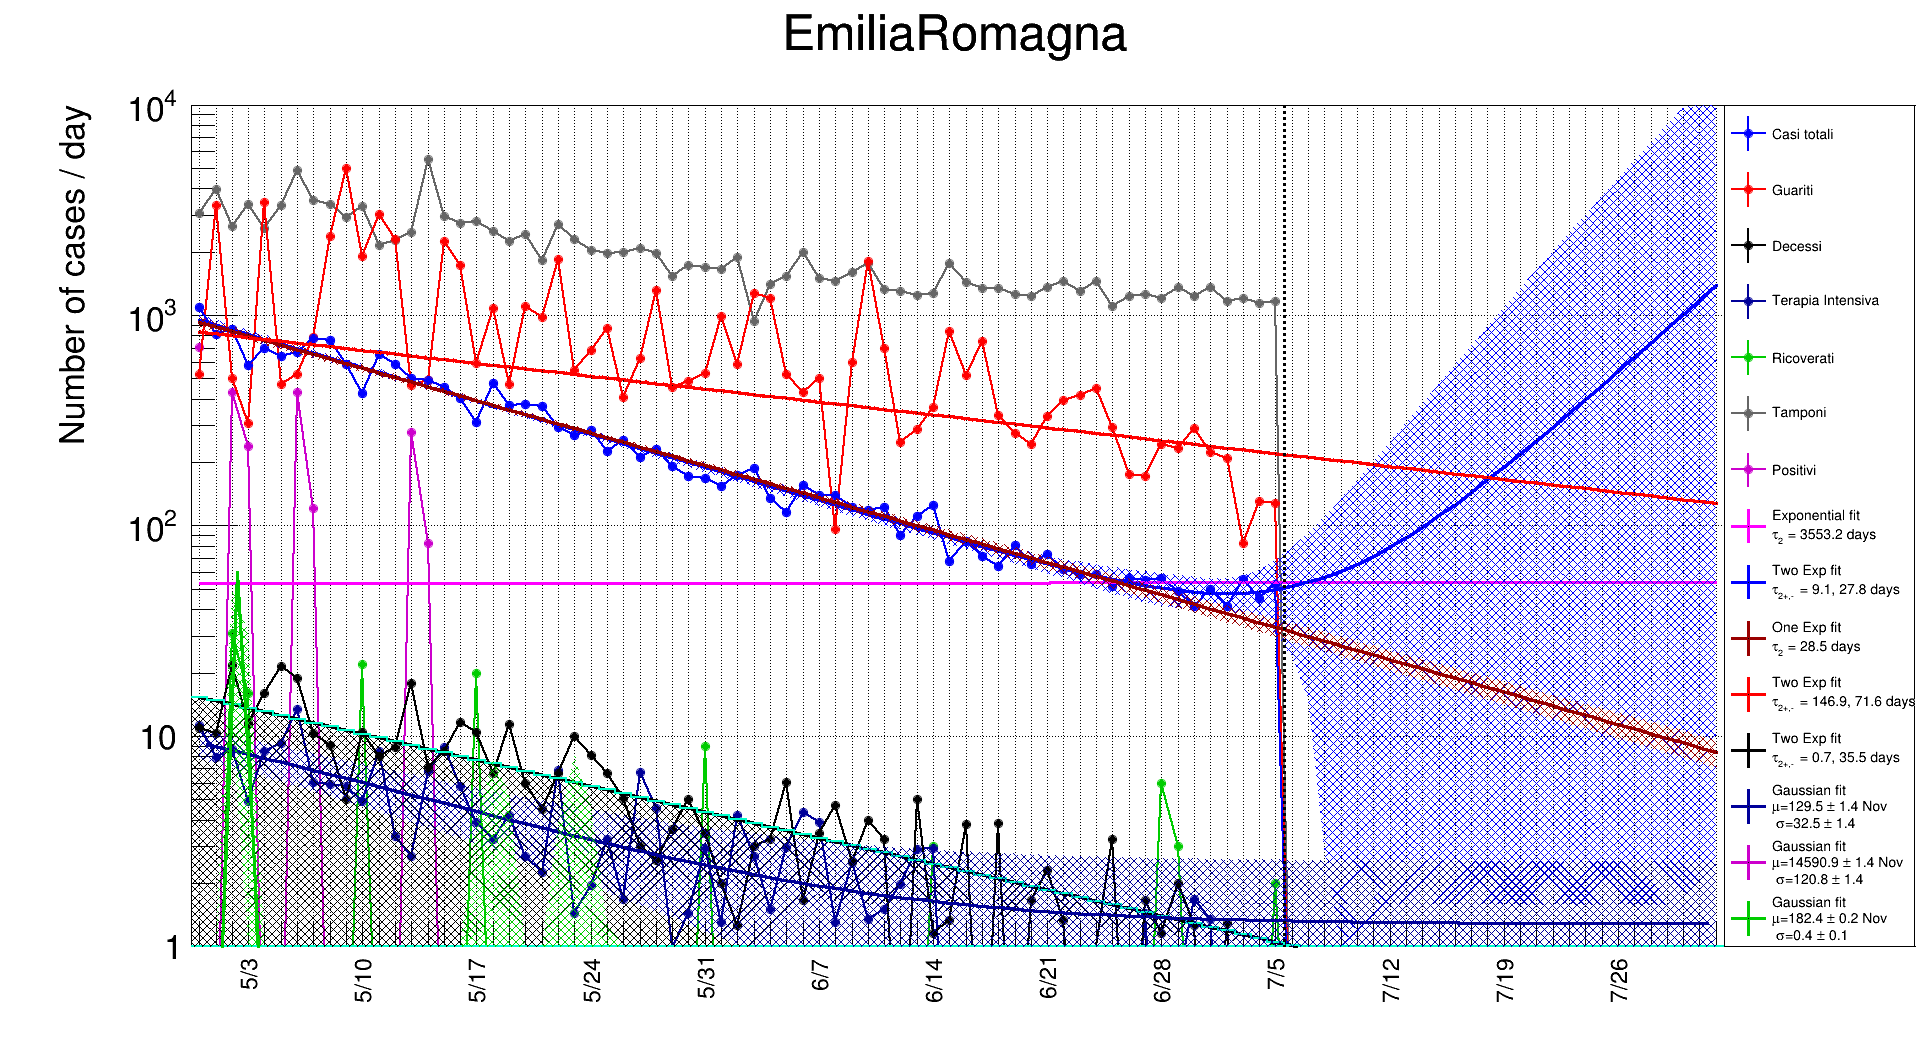 EmiliaRomagna
Number of cases / day
10^4
10^3
10^2
10
1
5/3
5/10
5/17
5/24
5/31
6/7
6/14
6/21
6/28
7/5
7/12
7/19
7/26
Casi totali
Guariti
Decessi
Terapia Intensiva
Ricoverati
Tamponi
Positivi
Exponential fit
τ2 = 3553.2 days
Two Exp fit
τ2+,- = 9.1, 27.8 days
One Exp fit
τ2 = 28.5 days
Two Exp fit
τ2+,- = 146.9, 71.6 days
Two Exp fit
τ2+,- = 0.7, 35.5 days
Gaussian fit
μ=129.5 ± 1.4 Nov
σ=32.5 ± 1.4
Gaussian fit
μ=14590.9 ± 1.4 Nov
σ=120.8 ± 1.4
Gaussian fit
μ=182.4 ± 0.2 Nov
σ=0.4 ± 0.1